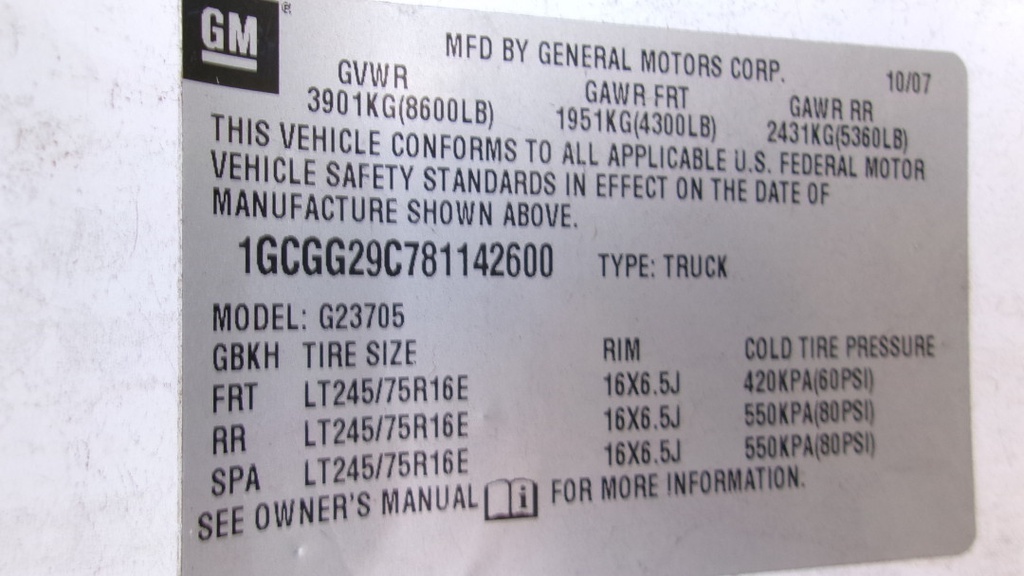 GM ®
MFD BY GENERAL MOTORS CORP. 10/07
GVWR GAWR FRT GAWR RR
3901KG(8600LB) 1951KG(4300LB) 2431KG(5360LB)
THIS VEHICLE CONFORMS TO ALL APPLICABLE U.S. FEDERAL MOTOR
VEHICLE SAFETY STANDARDS IN EFFECT ON THE DATE OF
MANUFACTURE SHOWN ABOVE.
1GCGG29C781142600 TYPE: TRUCK
MODEL: G23705
GBKH TIRE SIZE RIM COLD TIRE PRESSURE
FRT LT245/75R16E 16X6.5J 420KPA(60PSI)
RR LT245/75R16E 16X6.5J 550KPA(80PSI)
SPA LT245/75R16E 16X6.5J 550KPA(80PSI)
SEE OWNER'S MANUAL i FOR MORE INFORMATION.